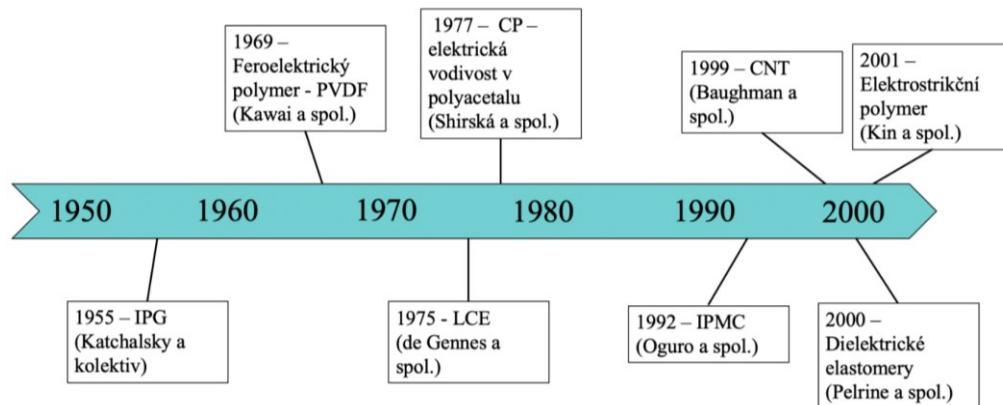 1969 –
Feroelektrický
polymer - PVDF
(Kawai a spol.)
1977 – CP –
elektrická
vodivost v
polyacetalu
(Shirská a spol.)
1999 – CNT
(Baughman a
spol.)
2001 –
Elektrostrikční
polymer
(Kin a spol.)
1950 1960 1970 1980 1990 2000
1955 – IPG
(Katchalsky a
kolektiv)
1975 - LCE
(de Gennes a
spol.)
1992 – IPMC
(Oguro a spol.)
2000 –
Dielektrické
elastomery
(Pelrine a spol.)